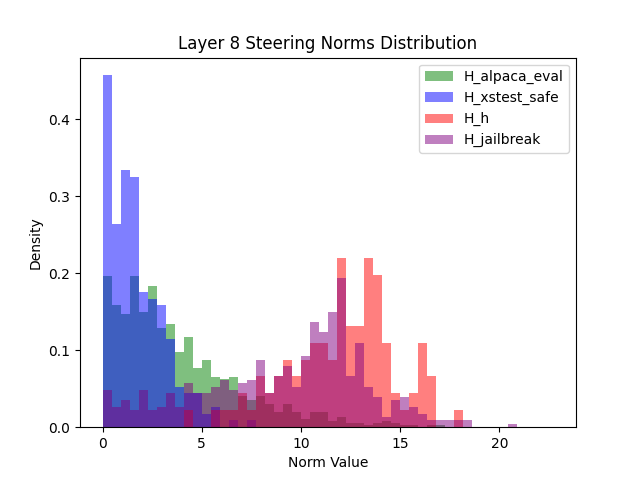 Layer 8 Steering Norms Distribution
H_alpaca_eval
H_xstest_safe
H_h
H_jailbreak
Density
0.4
0.3
0.2
0.1
0.0
0 5 10 15 20
Norm Value